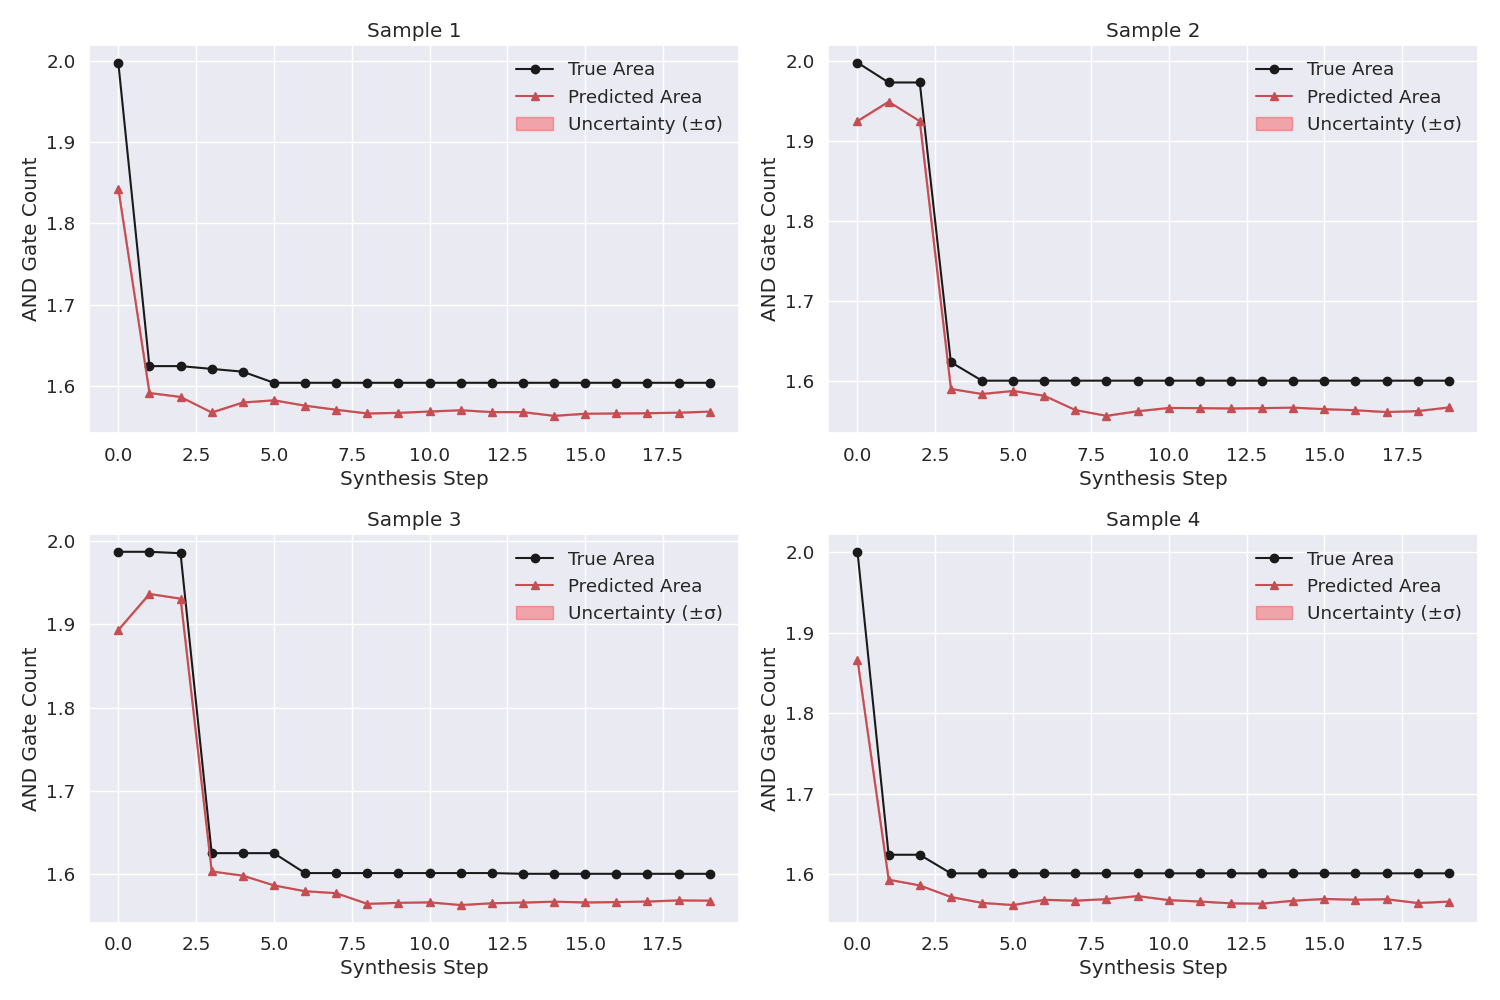 Sample 1
True Area
Predicted Area
Uncertainty (±σ)
AND Gate Count
2.0
1.9
1.8
1.7
1.6
0.0 2.5 5.0 7.5 10.0 12.5 15.0 17.5
Synthesis Step
Sample 2
True Area
Predicted Area
Uncertainty (±σ)
AND Gate Count
2.0
1.9
1.8
1.7
1.6
0.0 2.5 5.0 7.5 10.0 12.5 15.0 17.5
Synthesis Step
Sample 3
True Area
Predicted Area
Uncertainty (±σ)
AND Gate Count
2.0
1.9
1.8
1.7
1.6
0.0 2.5 5.0 7.5 10.0 12.5 15.0 17.5
Synthesis Step
Sample 4
True Area
Predicted Area
Uncertainty (±σ)
AND Gate Count
2.0
1.9
1.8
1.7
1.6
0.0 2.5 5.0 7.5 10.0 12.5 15.0 17.5
Synthesis Step